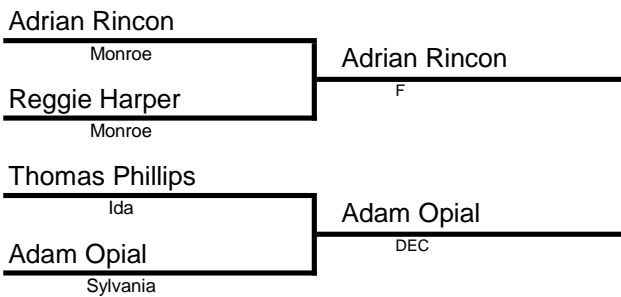 Adrian Rincon
Monroe
Adrian Rincon
F
Reggie Harper
Monroe
Thomas Phillips
Ida
Adam Opial
DEC
Adam Opial
Sylvania